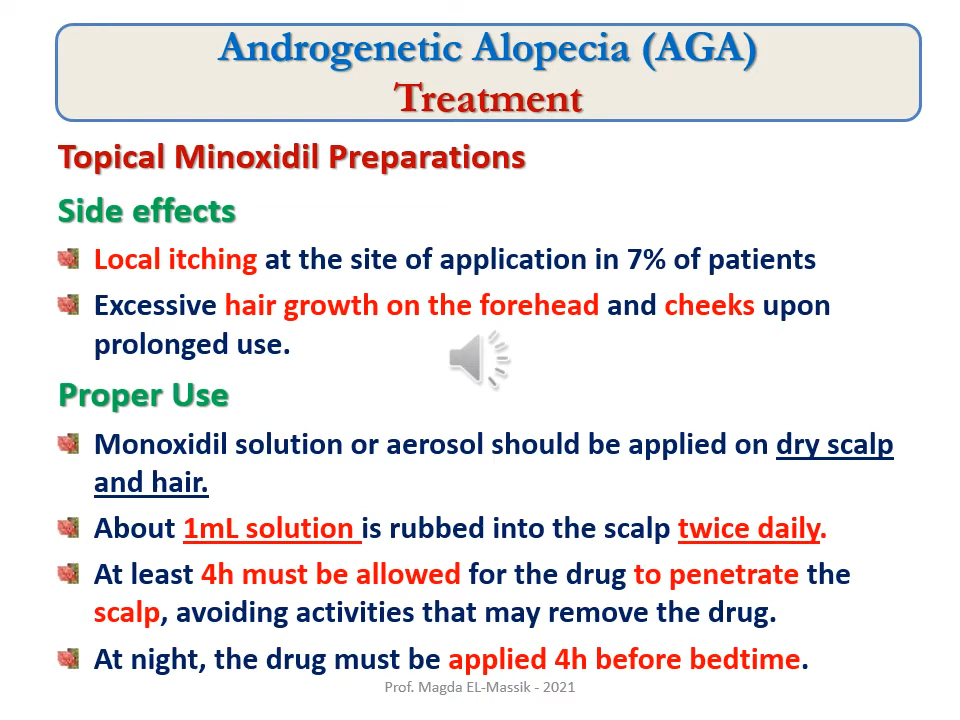 Androgenetic Alopecia (AGA)
Treatment
Topical Minoxidil Preparations
Side effects
Local itching at the site of application in 7% of patients
Excessive hair growth on the forehead and cheeks upon
prolonged use.
Proper Use
Monoxidil solution or aerosol should be applied on dry scalp
and hair.
About 1mL solution is rubbed into the scalp twice daily.
At least 4h must be allowed for the drug to penetrate the
scalp, avoiding activities that may remove the drug.
At night, the drug must be applied 4h before bedtime.
Prof. Magda EL-Massik - 2021